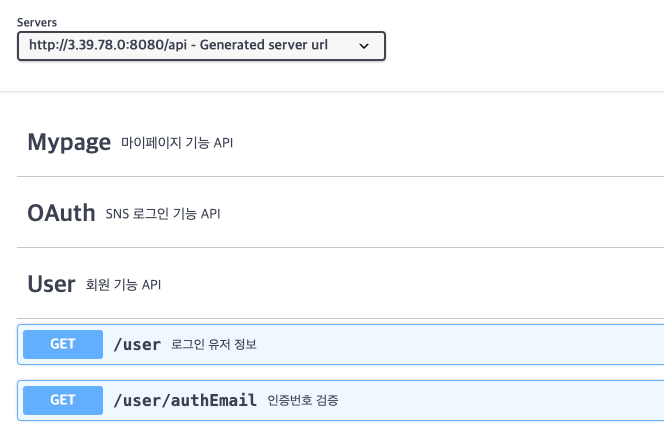 Servers
http://3.39.78.0:8080/api - Generated server url
Mypage 마이페이지 기능 API
OAuth SNS 로그인 기능 API
User 회원 기능 API
GET /user 로그인 유저 정보
GET /user/authEmail 인증번호 검증